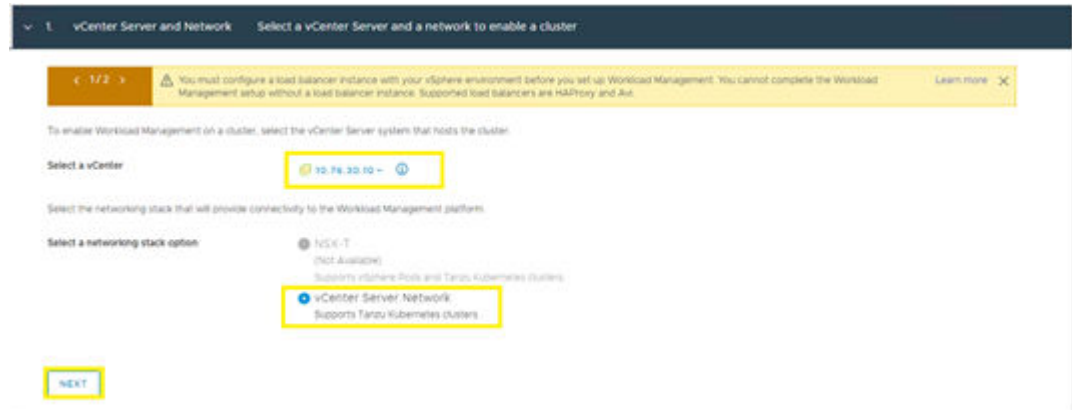 1. vCenter Server and Network Select a vCenter Server and a network to enable a cluster
< 1/2 > You must configure a load balancer instance with your vSphere environment before you set up Workload Management. You cannot complete the Workload Learn more
Management setup without a load balancer instance. Supported load balancers are HAProxy and Avi.
To enable Workload Management on a cluster, select the vCenter Server system that hosts the cluster.
Select a vCenter 10.76.30.10
Select the networking stack that will provide connectivity to the Workload Management platform.
Select a networking stack option NSX-T
(Not Available)
Supports vSphere Pods and Tanzu Kubernetes clusters.
vCenter Server Network
Supports Tanzu Kubernetes clusters
NEXT